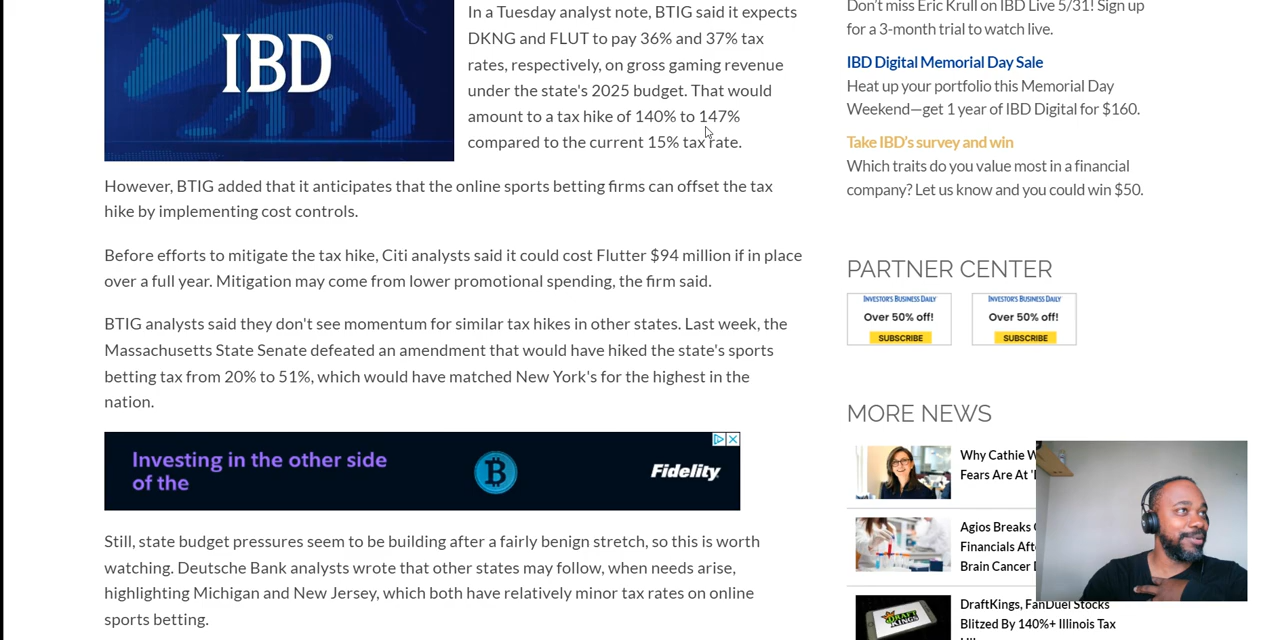 IBD
In a Tuesday analyst note, BTIG said it expects
DKNG and FLUT to pay 36% and 37% tax
rates, respectively, on gross gaming revenue
under the state's 2025 budget. That would
amount to a tax hike of 140% to 147%
compared to the current 15% tax rate.
However, BTIG added that it anticipates that the online sports betting firms can offset the tax
hike by implementing cost controls.
Before efforts to mitigate the tax hike, Citi analysts said it could cost Flutter $94 million if in place
over a full year. Mitigation may come from lower promotional spending, the firm said.
BTIG analysts said they don't see momentum for similar tax hikes in other states. Last week, the
Massachusetts State Senate defeated an amendment that would have hiked the state's sports
betting tax from 20% to 51%, which would have matched New York's for the highest in the
nation.
Investing in the other side
of the
Fidelity
Still, state budget pressures seem to be building after a fairly benign stretch, so this is worth
watching. Deutsche Bank analysts wrote that other states may follow, when needs arise,
highlighting Michigan and New Jersey, which both have relatively minor tax rates on online
sports betting.
Don't miss Eric Krull on IBD Live 5/31! Sign up
for a 3-month trial to watch live.
IBD Digital Memorial Day Sale
Heat up your portfolio this Memorial Day
Weekend—get 1 year of IBD Digital for $160.
Take IBD's survey and win
Which traits do you value most in a financial
company? Let us know and you could win $50.
PARTNER CENTER
INVESTOR'S BUSINESS DAILY
Over 50% off!
SUBSCRIBE
INVESTOR'S BUSINESS DAILY
Over 50% off!
SUBSCRIBE
MORE NEWS
Why Cathie
Fears Are At
Agios Breaks
Financials
Brain Cancer
DraftKings, FanDuel Stocks
Blitzed By 140%+ Illinois Tax